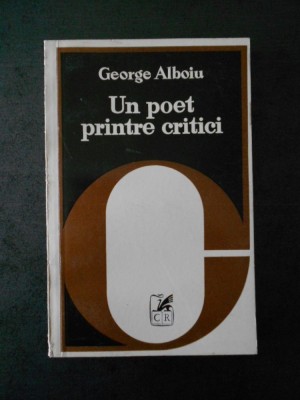 George Alboiu
Un poet
printre critici
C R